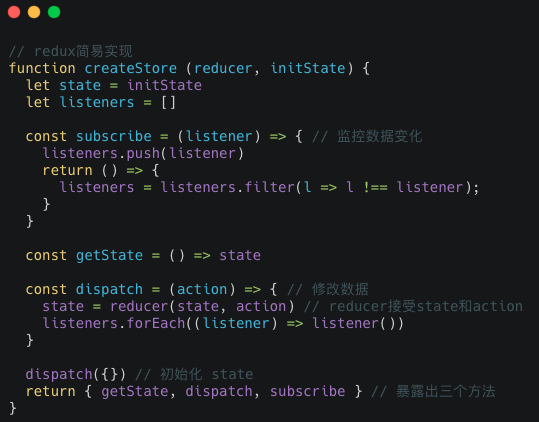 // redux简易实现
function createStore (reducer, initState) {
  let state = initState
  let listeners = []

  const subscribe = (listener) => { // 监控数据变化
    listeners.push(listener)
    return () => {
      listeners = listeners.filter(l => l !== listener);
    }
  }

  const getState = () => state

  const dispatch = (action) => { // 修改数据
    state = reducer(state, action) // reducer接受state和action
    listeners.forEach((listener) => listener())
  }

  dispatch({}) // 初始化 state
  return { getState, dispatch, subscribe } // 暴露出三个方法
}